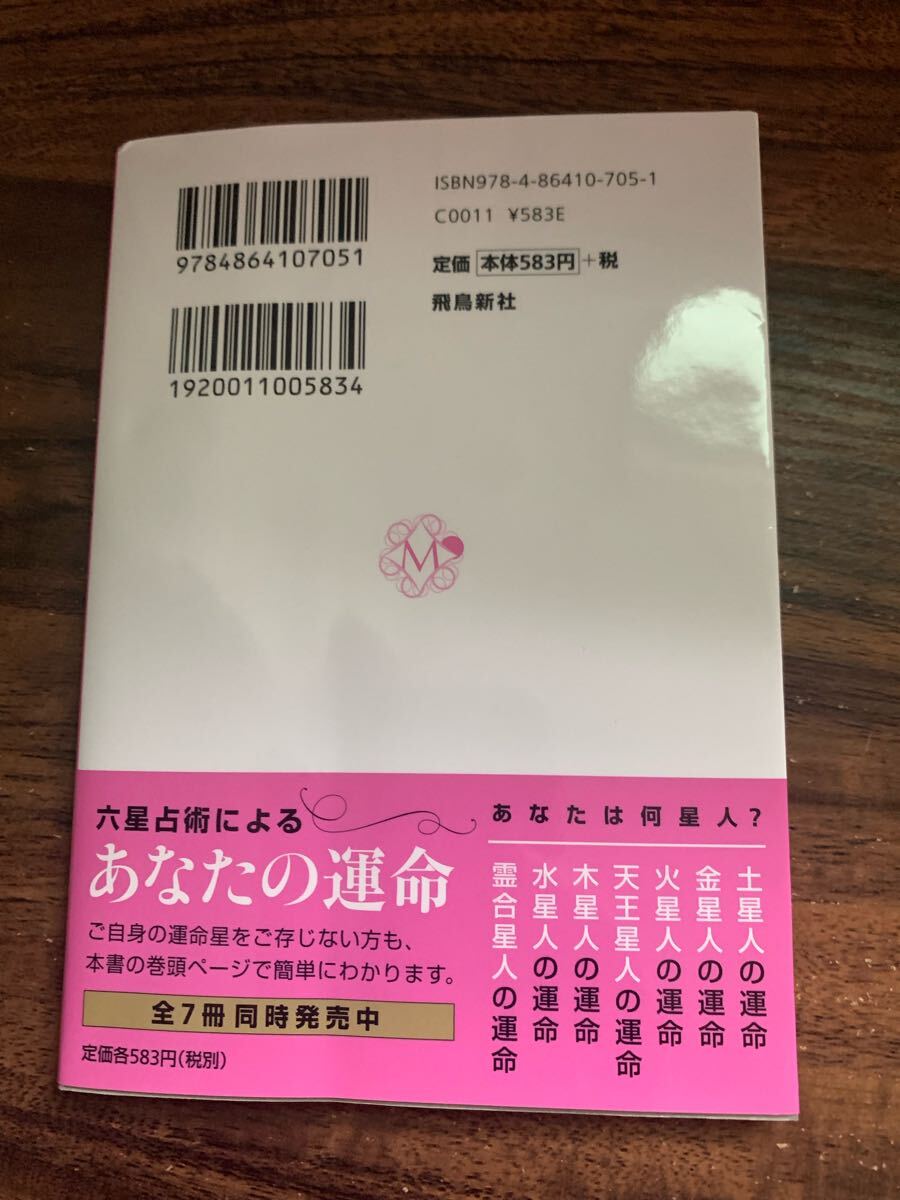 9784864107051
1920011005834
ISBN978-4-86410-705-1
C0011 ¥583E
定価 本体583円+税
飛鳥新社
M
六星占術による
あなたの運命
ご自身の運命星をご存じない方も、
本書の巻頭ページで簡単にわかります。
全7冊同時発売中
定価各583円(税別)
あなたは何星人?
土星人の運命
金星人の運命
火星人の運命
天王星人の運命
木星人の運命
水星人の運命
霊合星人の運命